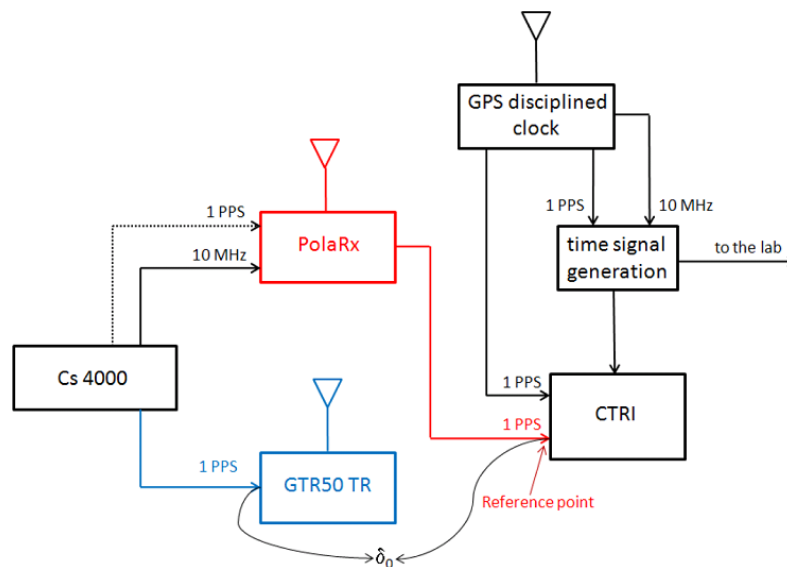 GPS disciplined
clock
1 PPS
PolaRx
10 MHz
1 PPS
10 MHz
time signal
generation
to the lab
Cs 4000
1 PPS
1 PPS
CTRI
1 PPS
GTR50 TR
Reference point
δ̂₀